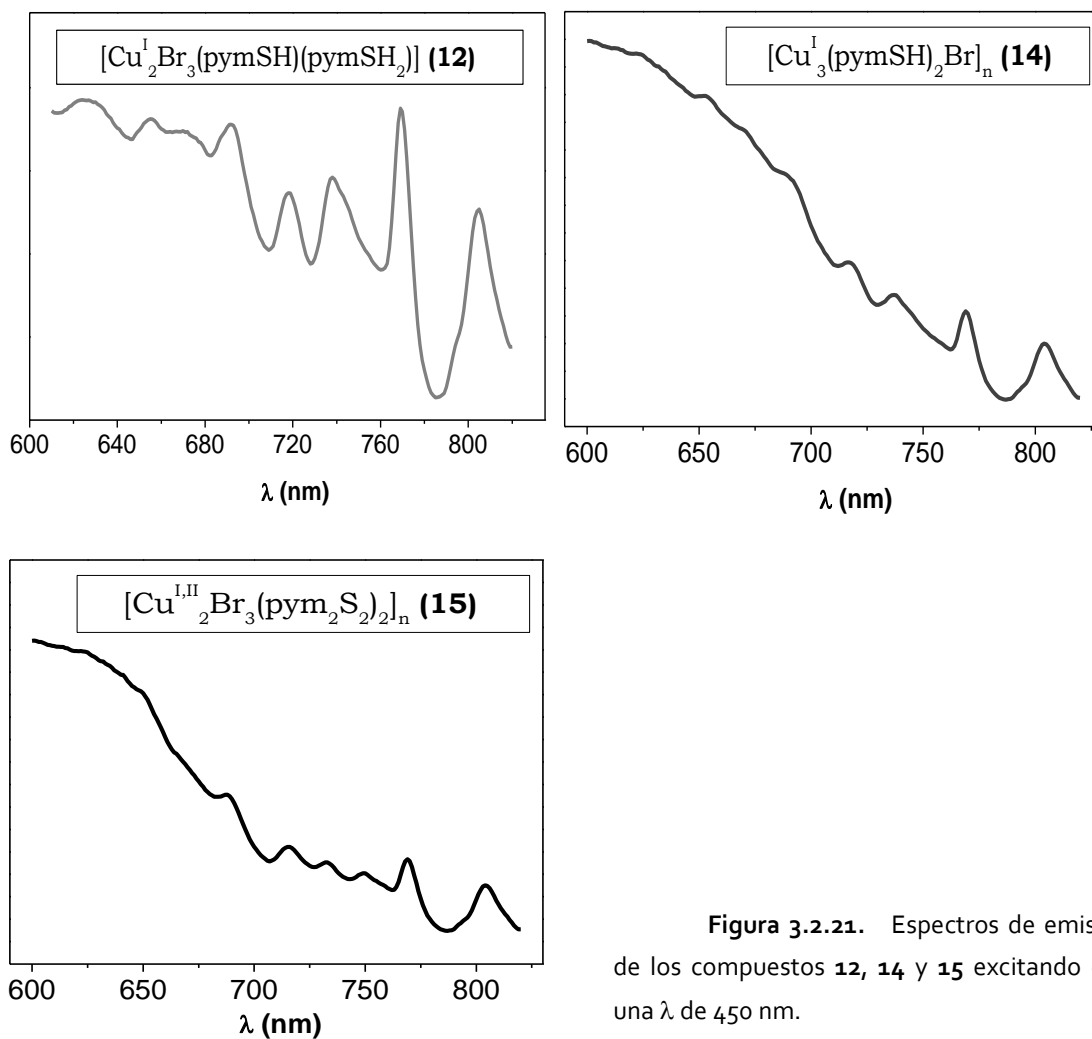 [Cu^I_2Br_3(pymSH)(pymSH_2)] (12)
600 640 680 720 760 800
λ (nm)
[Cu^I_3(pymSH)_2Br]_n (14)
600 650 700 750 800
λ (nm)
[Cu^{I,II}_2Br_3(pym_2S_2)_2]_n (15)
600 650 700 750 800
λ (nm)
Figura 3.2.21. Espectros de emis
de los compuestos 12, 14 y 15 excitando
una λ de 450 nm.